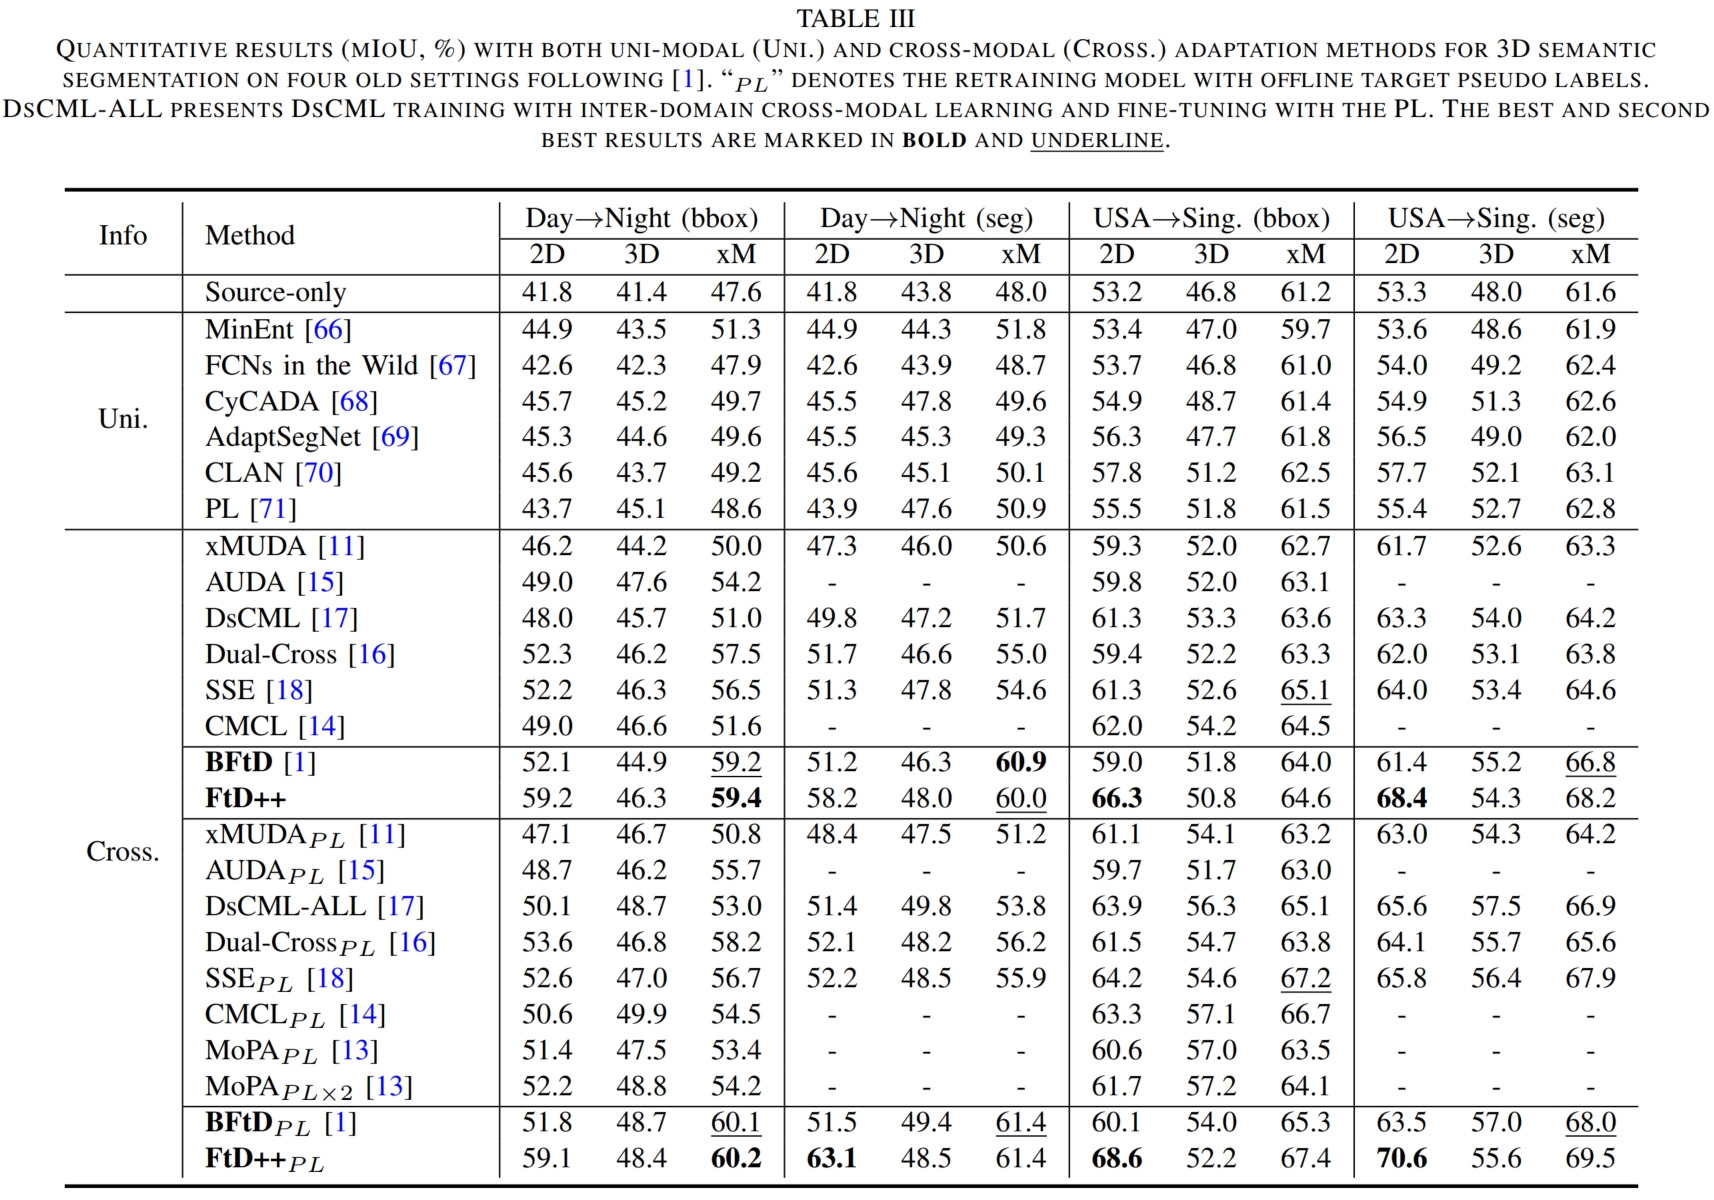 TABLE III
QUANTITATIVE RESULTS (MIOU, %) WITH BOTH UNI-MODAL (UNI.) AND CROSS-MODAL (CROSS.) ADAPTATION METHODS FOR 3D SEMANTIC
SEGMENTATION ON FOUR OLD SETTINGS FOLLOWING [1]. “PL” DENOTES THE RETRAINING MODEL WITH OFFLINE TARGET PSEUDO LABELS.
DSCML-ALL PRESENTS DSCML TRAINING WITH INTER-DOMAIN CROSS-MODAL LEARNING AND FINE-TUNING WITH THE PL. THE BEST AND SECOND
BEST RESULTS ARE MARKED IN BOLD AND UNDERLINE.
Info Method Day→Night (bbox) Day→Night (seg) USA→Sing. (bbox) USA→Sing. (seg)
2D 3D xM 2D 3D xM 2D 3D xM 2D 3D xM
Source-only 41.8 41.4 47.6 41.8 43.8 48.0 53.2 46.8 61.2 53.3 48.0 61.6
Uni.
MinEnt [66] 44.9 43.5 51.3 44.9 44.3 51.8 53.4 47.0 59.7 53.6 48.6 61.9
FCNs in the Wild [67] 42.6 42.3 47.9 42.6 43.9 48.7 53.7 46.8 61.0 54.0 49.2 62.4
CyCADA [68] 45.7 45.2 49.7 45.5 47.8 49.6 54.9 48.7 61.4 54.9 51.3 62.6
AdaptSegNet [69] 45.3 44.6 49.6 45.5 45.3 49.3 56.3 47.7 61.8 56.5 49.0 62.0
CLAN [70] 45.6 43.7 49.2 45.6 45.1 50.1 57.8 51.2 62.5 57.7 52.1 63.1
PL [71] 43.7 45.1 48.6 43.9 47.6 50.9 55.5 51.8 61.5 55.4 52.7 62.8
Cross.
xMUDA [11] 46.2 44.2 50.0 47.3 46.0 50.6 59.3 52.0 62.7 61.7 52.6 63.3
AUDA [15] 49.0 47.6 54.2 - - - 59.8 52.0 63.1 - - -
DsCML [17] 48.0 45.7 51.0 49.8 47.2 51.7 61.3 53.3 63.6 63.3 54.0 64.2
Dual-Cross [16] 52.3 46.2 57.5 51.7 46.6 55.0 59.4 52.2 63.3 62.0 53.1 63.8
SSE [18] 52.2 46.3 56.5 51.3 47.8 54.6 61.3 52.6 65.1 64.0 53.4 64.6
CMCL [14] 49.0 46.6 51.6 - - - 62.0 54.2 64.5 - - -
BFtD [1] 52.1 44.9 59.2 51.2 46.3 60.9 59.0 51.8 64.0 61.4 55.2 66.8
FtD++ 59.2 46.3 59.4 58.2 48.0 60.0 66.3 50.8 64.6 68.4 54.3 68.2
xMUDAPL [11] 47.1 46.7 50.8 48.4 47.5 51.2 61.1 54.1 63.2 63.0 54.3 64.2
AUDAPL [15] 48.7 46.2 55.7 - - - 59.7 51.7 63.0 - - -
DsCML-ALL [17] 50.1 48.7 53.0 51.4 49.8 53.8 63.9 56.3 65.1 65.6 57.5 66.9
Dual-CrossPL [16] 53.6 46.8 58.2 52.1 48.2 56.2 61.5 54.7 63.8 64.1 55.7 65.6
SSEPL [18] 52.6 47.0 56.7 52.2 48.5 55.9 64.2 54.6 67.2 65.8 56.4 67.9
CMCLPL [14] 50.6 49.9 54.5 - - - 63.3 57.1 66.7 - - -
MoPAPL [13] 51.4 47.5 53.4 - - - 60.6 57.0 63.5 - - -
MoPAPL×2 [13] 52.2 48.8 54.2 - - - 61.7 57.2 64.1 - - -
BFtDPL [1] 51.8 48.7 60.1 51.5 49.4 61.4 60.1 54.0 65.3 63.5 57.0 68.0
FtD++PL 59.1 48.4 60.2 63.1 48.5 61.4 68.6 52.2 67.4 70.6 55.6 69.5